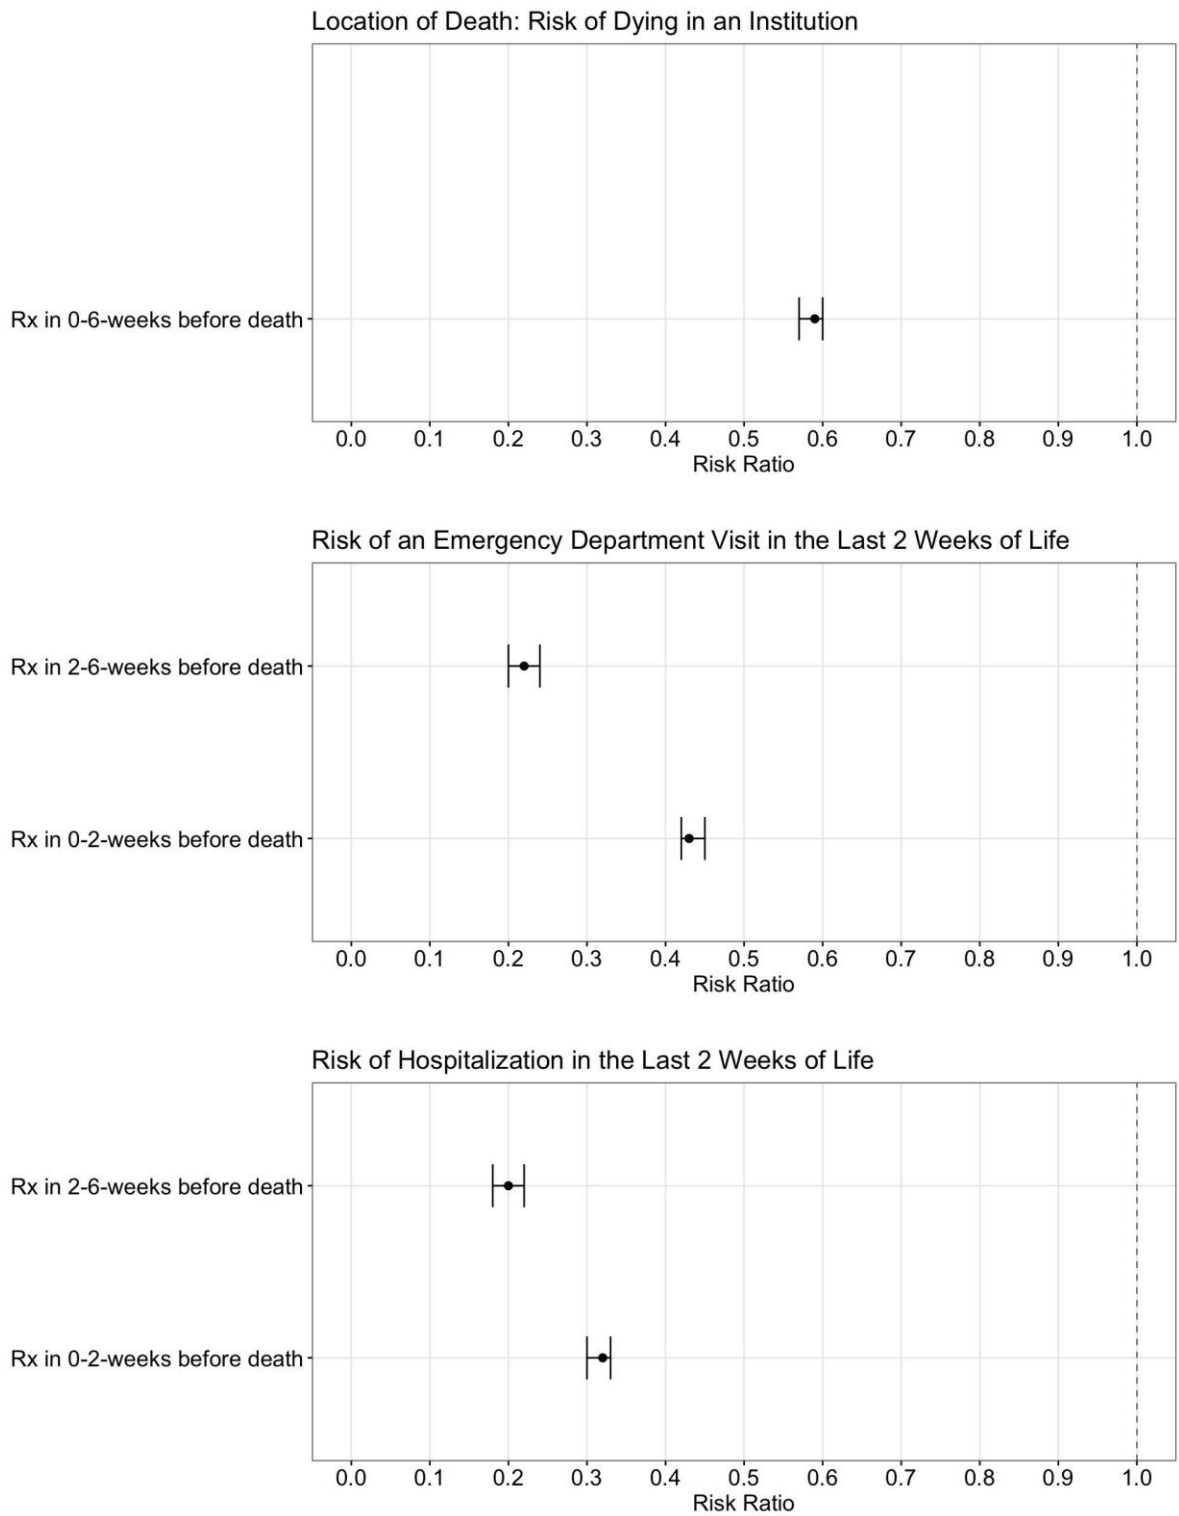 Location of Death: Risk of Dying in an Institution
Rx in 0-6-weeks before death
0.0 0.1 0.2 0.3 0.4 0.5 0.6 0.7 0.8 0.9 1.0
Risk Ratio
Risk of an Emergency Department Visit in the Last 2 Weeks of Life
Rx in 2-6-weeks before death
Rx in 0-2-weeks before death
0.0 0.1 0.2 0.3 0.4 0.5 0.6 0.7 0.8 0.9 1.0
Risk Ratio
Risk of Hospitalization in the Last 2 Weeks of Life
Rx in 2-6-weeks before death
Rx in 0-2-weeks before death
0.0 0.1 0.2 0.3 0.4 0.5 0.6 0.7 0.8 0.9 1.0
Risk Ratio